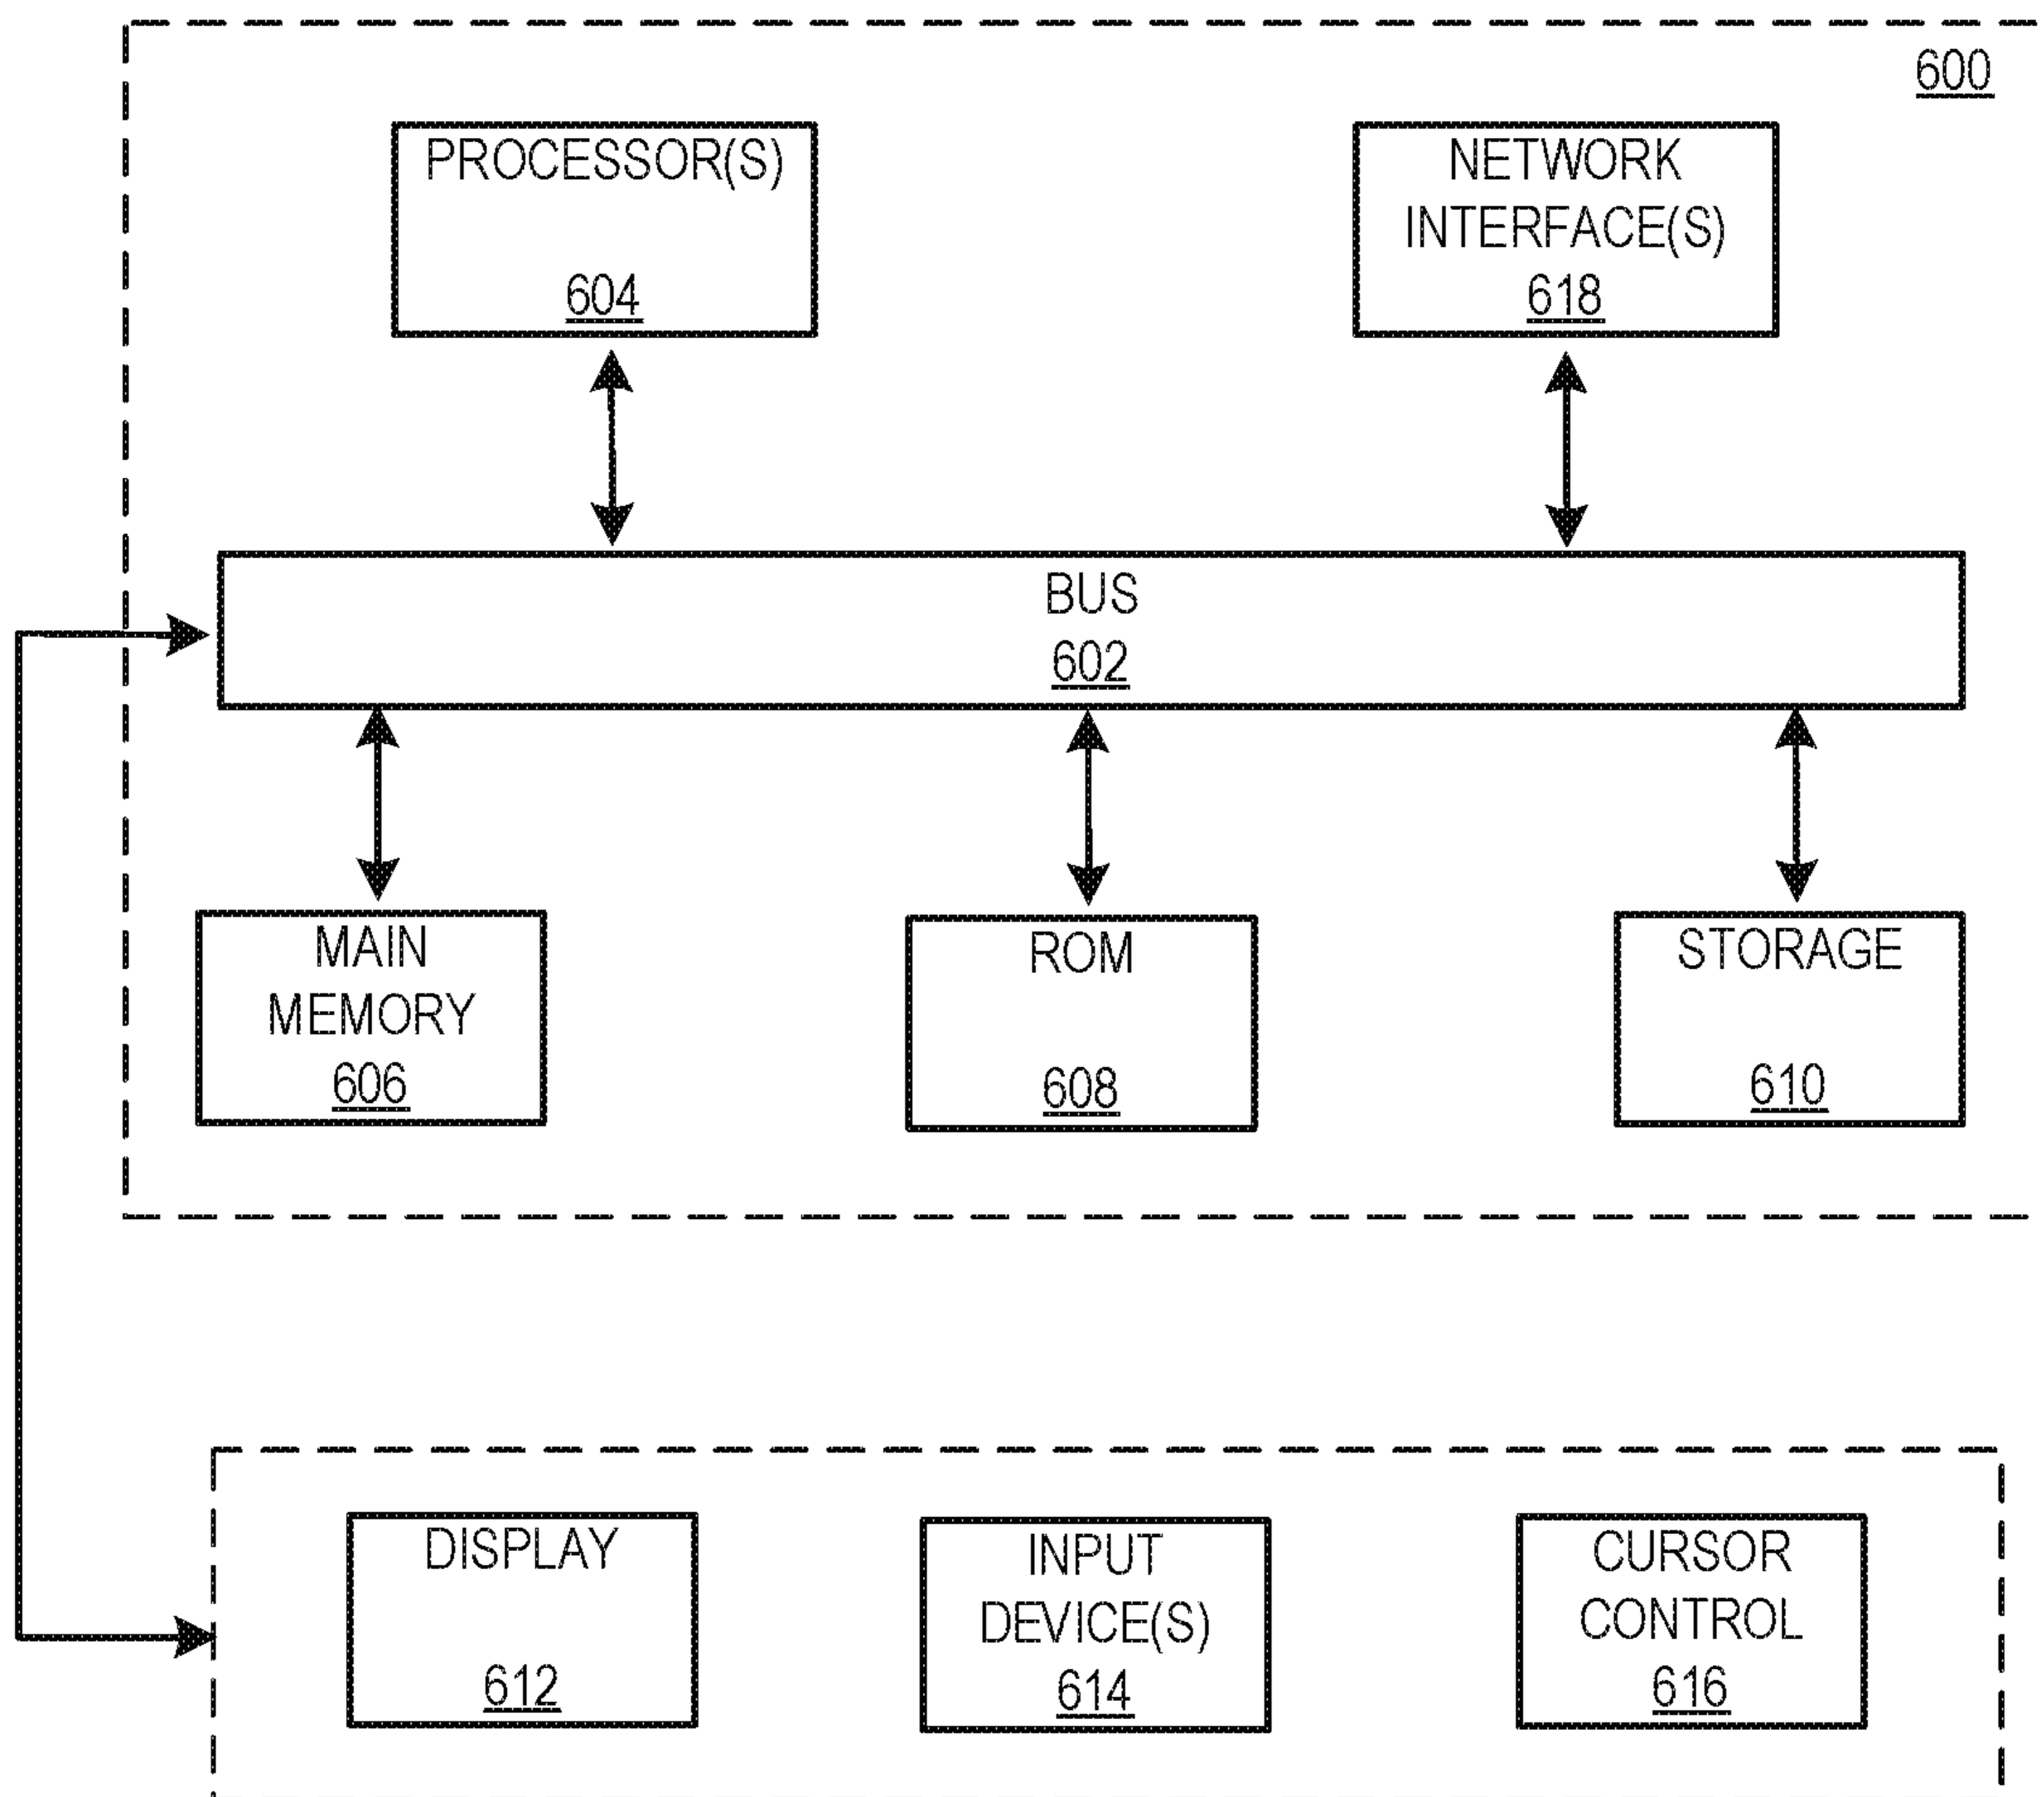 600
PROCESSOR(S)
604
NETWORK
INTERFACE(S)
618
BUS
602
MAIN
MEMORY
606
ROM
608
STORAGE
610
DISPLAY
612
INPUT
DEVICE(S)
614
CURSOR
CONTROL
616